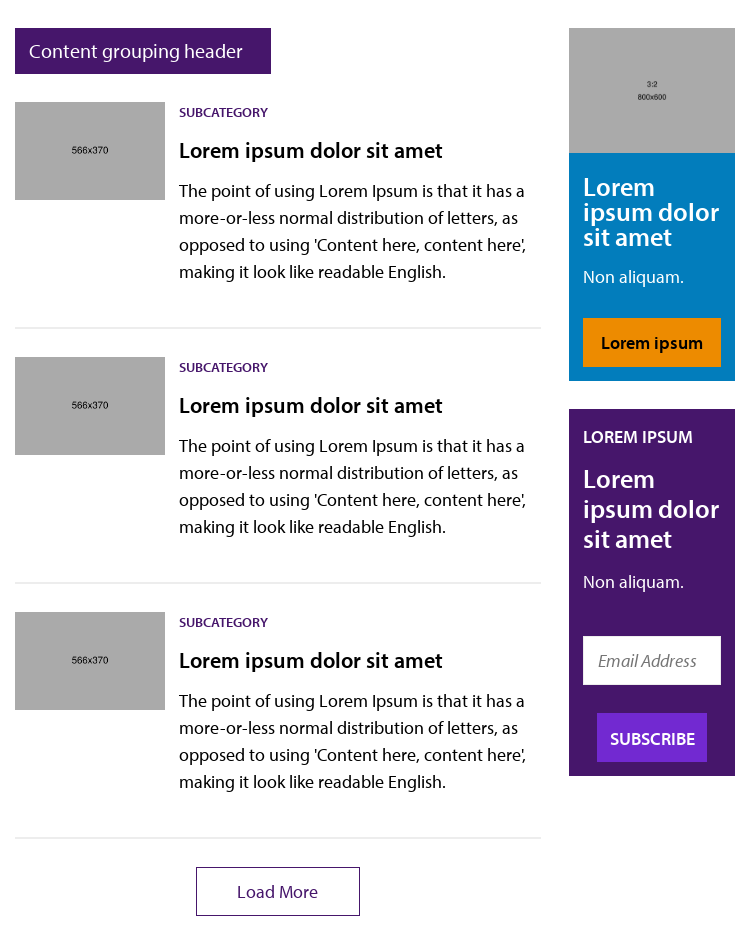 Content grouping header
566x370
SUBCATEGORY
Lorem ipsum dolor sit amet
The point of using Lorem Ipsum is that it has a
more-or-less normal distribution of letters, as
opposed to using 'Content here, content here',
making it look like readable English.
566x370
SUBCATEGORY
Lorem ipsum dolor sit amet
The point of using Lorem Ipsum is that it has a
more-or-less normal distribution of letters, as
opposed to using 'Content here, content here',
making it look like readable English.
566x370
SUBCATEGORY
Lorem ipsum dolor sit amet
The point of using Lorem Ipsum is that it has a
more-or-less normal distribution of letters, as
opposed to using 'Content here, content here',
making it look like readable English.
Load More
3:2
800x600
Lorem
ipsum dolor
sit amet
Non aliquam.
Lorem ipsum
LOREM IPSUM
Lorem
ipsum dolor
sit amet
Non aliquam.
Email Address
SUBSCRIBE